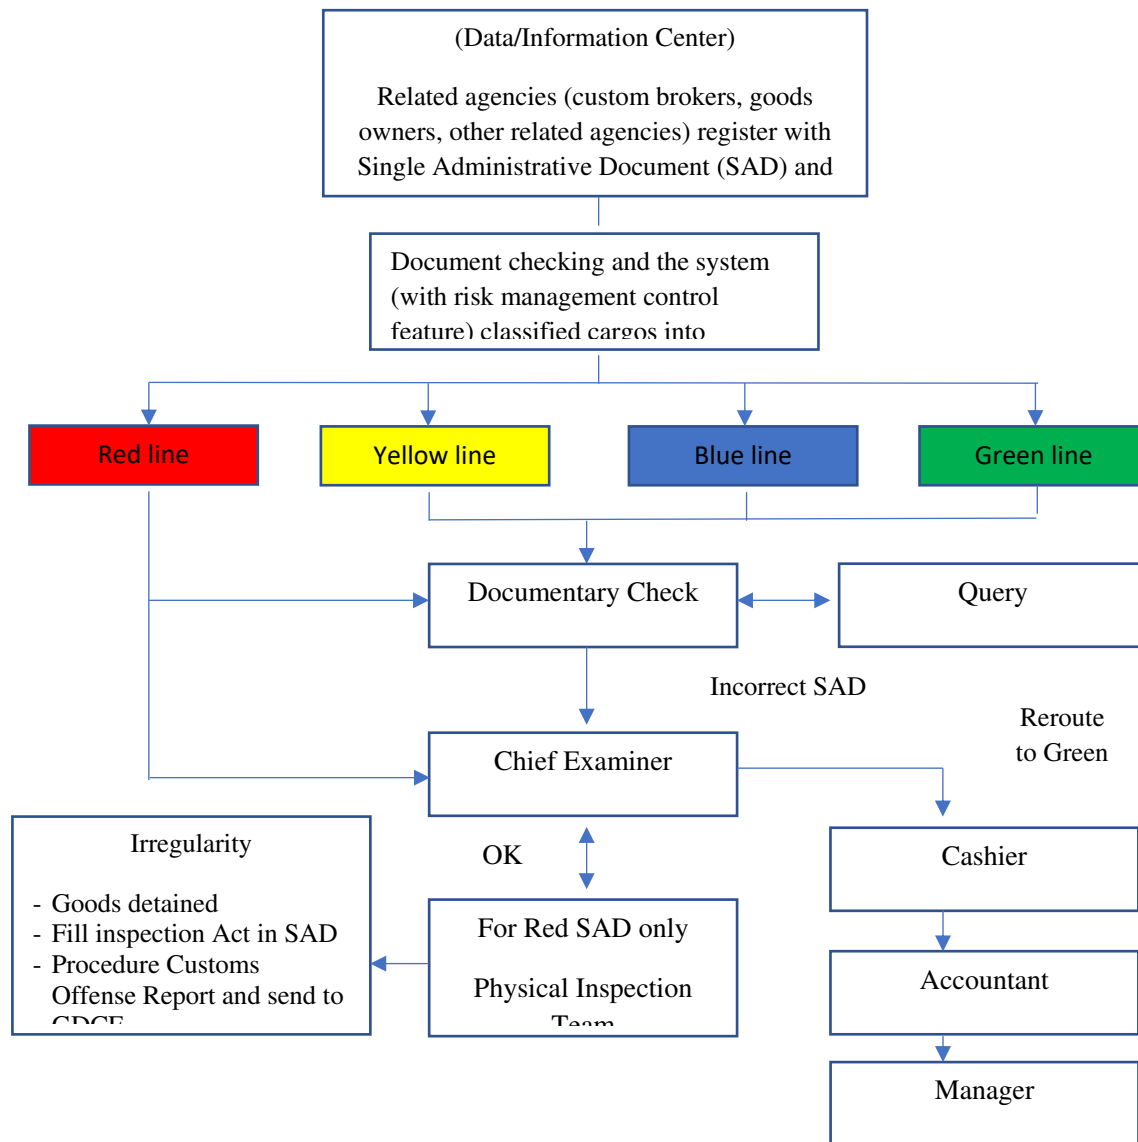 (Data/Information Center)
Related agencies (custom brokers, goods
owners, other related agencies) register with
Single Administrative Document (SAD) and
Document checking and the system
(with risk management control
feature) classified cargos into
Red line
Yellow line
Blue line
Green line
Documentary Check
Query
Incorrect SAD
Reroute
to Green
Chief Examiner
Irregularity
- Goods detained
- Fill inspection Act in SAD
- Procedure Customs
Offense Report and send to
OK
For Red SAD only
Physical Inspection
Team
Cashier
Accountant
Manager